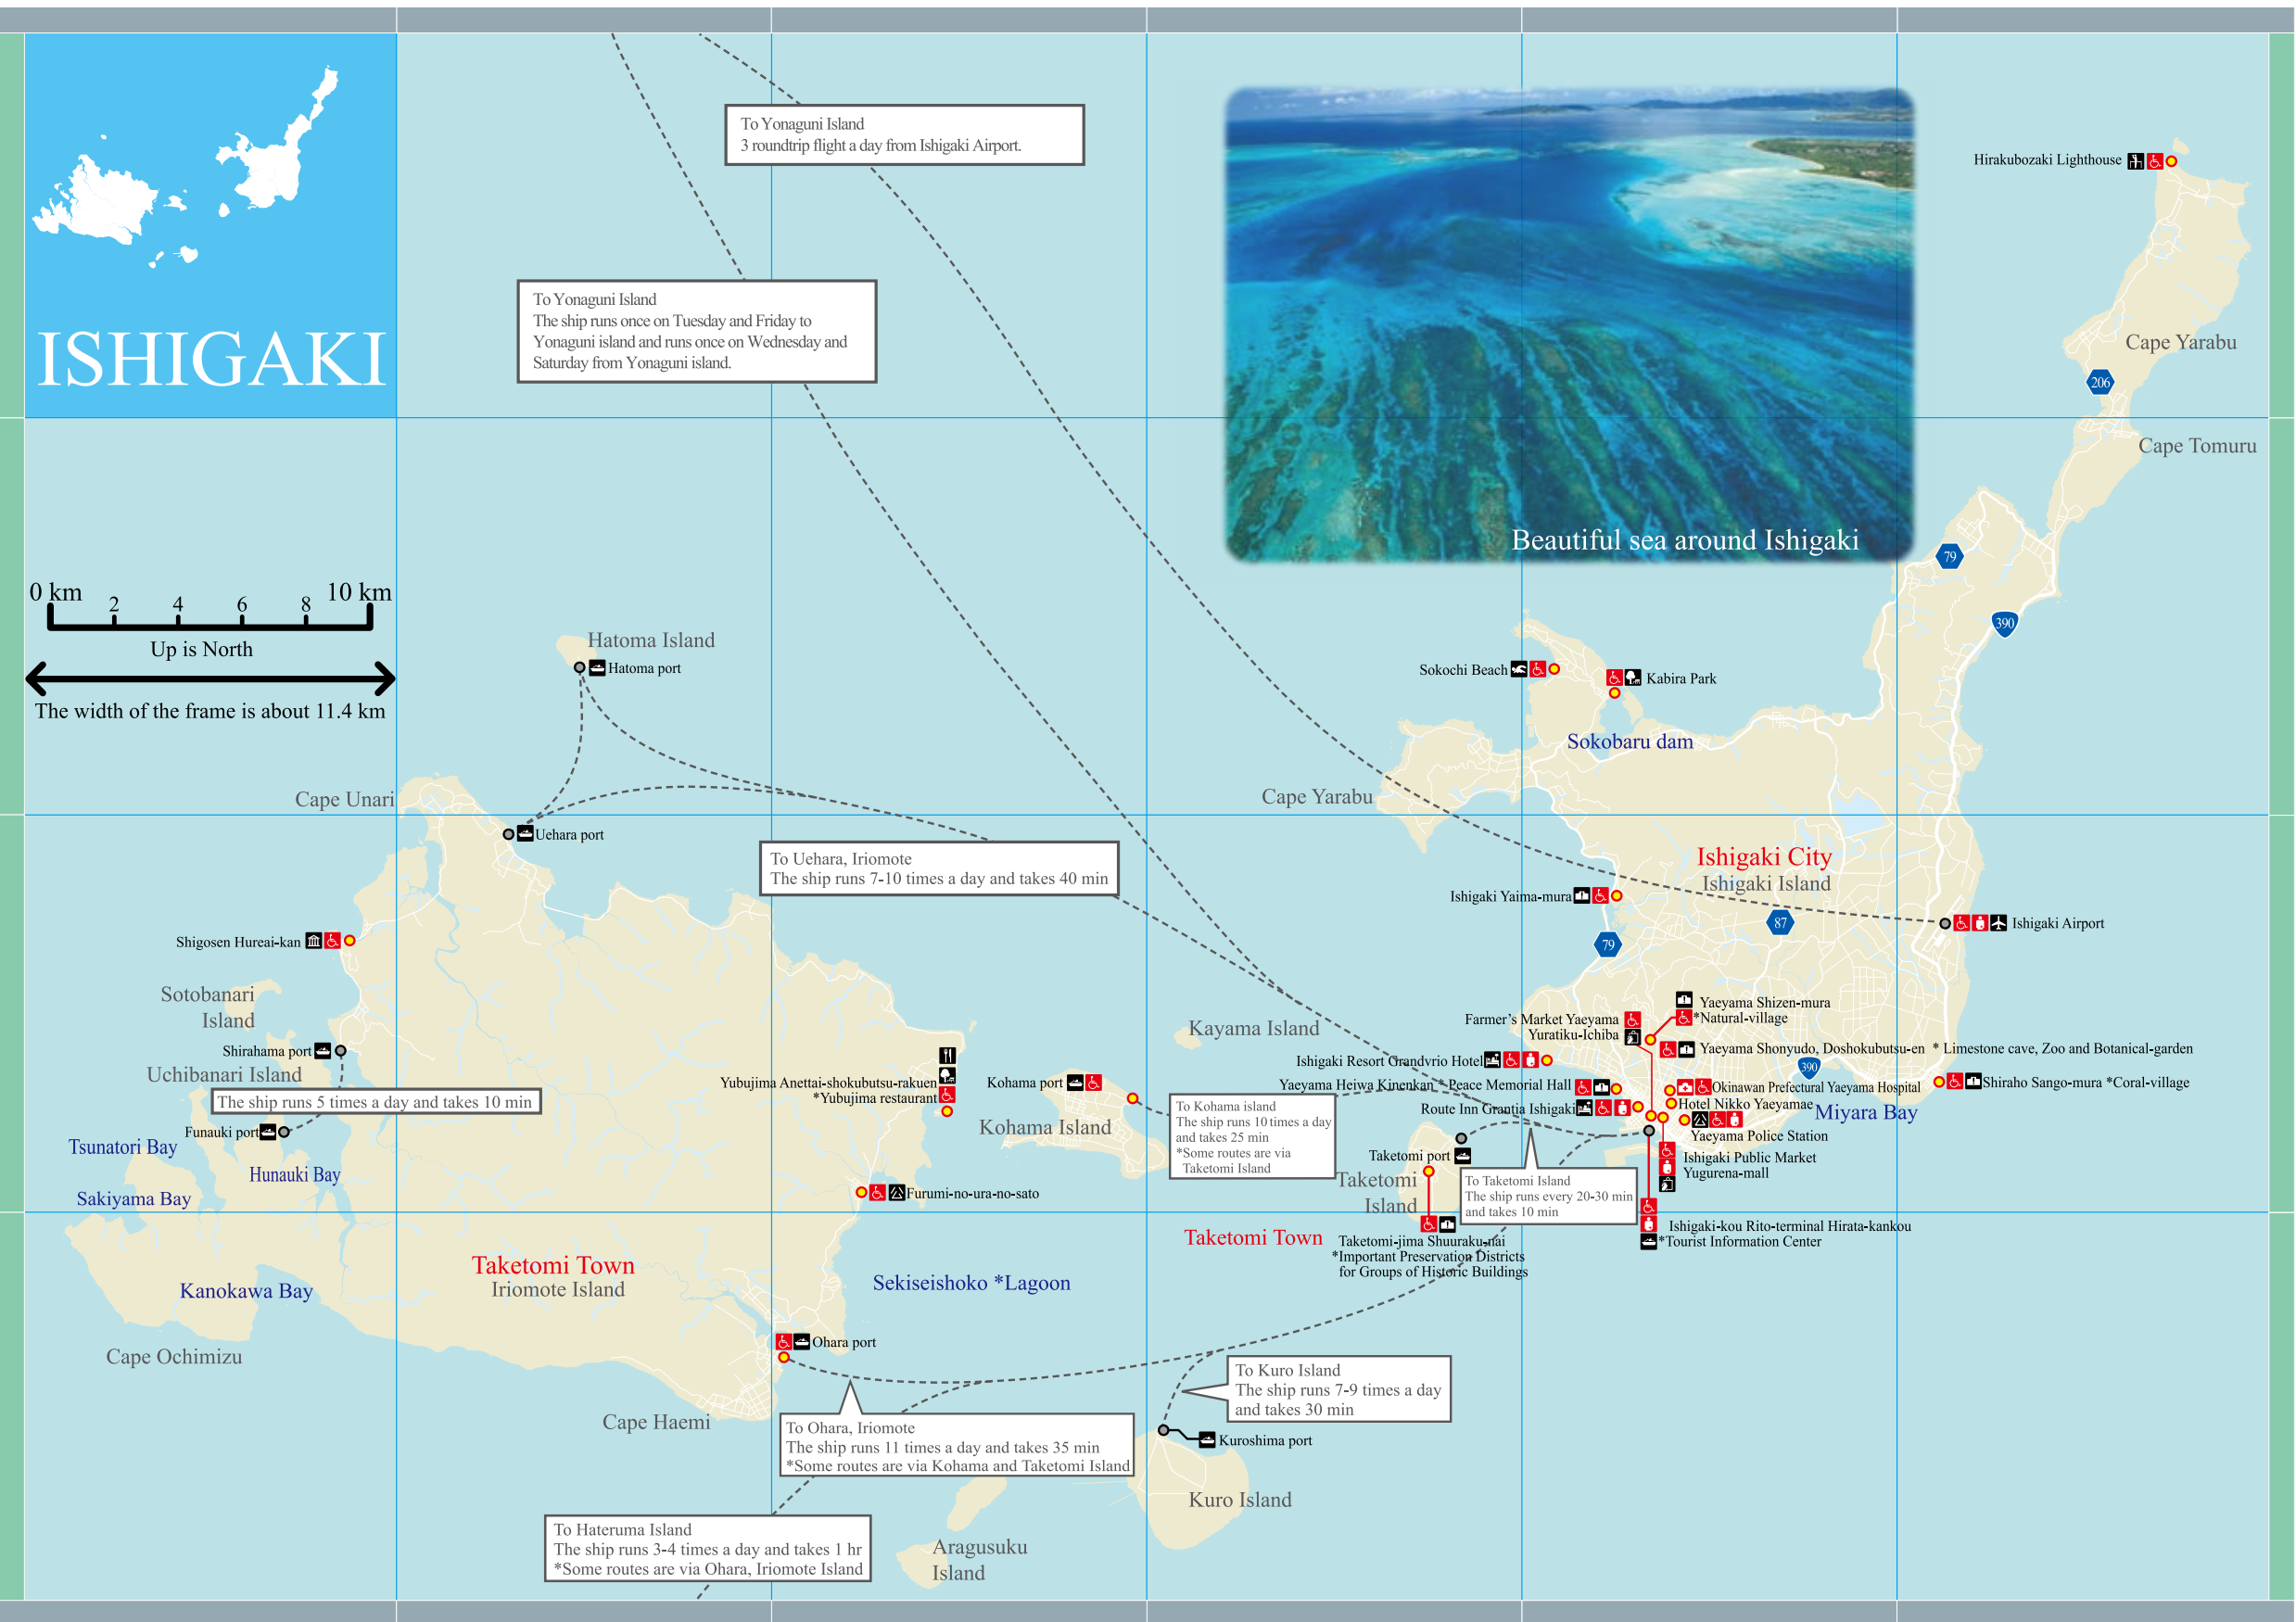 ISHIGAKI
To Yonaguni Island
3 roundtrip flight a day from Ishigaki Airport.
To Yonaguni Island
The ship runs once on Tuesday and Friday to
Yonaguni island and runs once on Wednesday and
Saturday from Yonaguni island.
Beautiful sea around Ishigaki
Hirakubozaki Lighthouse
Cape Yarabu
206
Cape Tomuru
79
390
0 km 2 4 6 8 10 km
Up is North
The width of the frame is about 11.4 km
Hatoma Island
Hatoma port
Sokochi Beach
Kabira Park
Sokobaru dam
Cape Yarabu
Cape Unari
Uehara port
To Uehara, Iriomote
The ship runs 7-10 times a day and takes 40 min
Ishigaki City
Ishigaki Island
Ishigaki Yaima-mura
87
79
Ishigaki Airport
Shigosen Hureai-kan
Sotobanari
Island
Shirahama port
Uchibanari Island
The ship runs 5 times a day and takes 10 min
Funauki port
Tsunatori Bay
Hunauki Bay
Sakiyama Bay
Kanokawa Bay
Cape Ochimizu
Taketomi Town
Iriomote Island
Yubujima Anettai-shokubutsu-rakuen
*Yubujima restaurant
Furumi-no-ura-no-sato
Kohama port
Kohama Island
Kayama Island
To Kohama island
The ship runs 10 times a day
and takes 25 min
*Some routes are via
Taketomi Island
Farmer's Market Yaeyama
Yuratiku-Ichiba
Yaeyama Shizen-mura
*Natural-village
Yaeyama Shonyudo, Doshokubutsu-en * Limestone cave, Zoo and Botanical-garden
Ishigaki Resort Grandvrio Hotel
390
Yaeyama Heiwa Kinenkan * Peace Memorial Hall
Okinawan Prefectural Yaeyama Hospital
Shiraho Sango-mura *Coral-village
Route Inn Grantia Ishigaki
Hotel Nikko Yaeyamae
Miyara Bay
Yaeyama Police Station
Ishigaki Public Market
Yugurena-mall
Taketomi port
Taketomi
Island
To Taketomi Island
The ship runs every 20-30 min
and takes 10 min
Ishigaki-kou Rito-terminal Hirata-kankou
*Tourist Information Center
Taketomi Town
Taketomi-jima Shuuraku-nai
*Important Preservation Districts
for Groups of Historic Buildings
Sekiseishoko *Lagoon
Ohara port
Cape Haemi
To Ohara, Iriomote
The ship runs 11 times a day and takes 35 min
*Some routes are via Kohama and Taketomi Island
To Kuro Island
The ship runs 7-9 times a day
and takes 30 min
Kuroshima port
Kuro Island
To Hateruma Island
The ship runs 3-4 times a day and takes 1 hr
*Some routes are via Ohara, Iriomote Island
Aragusuku
Island